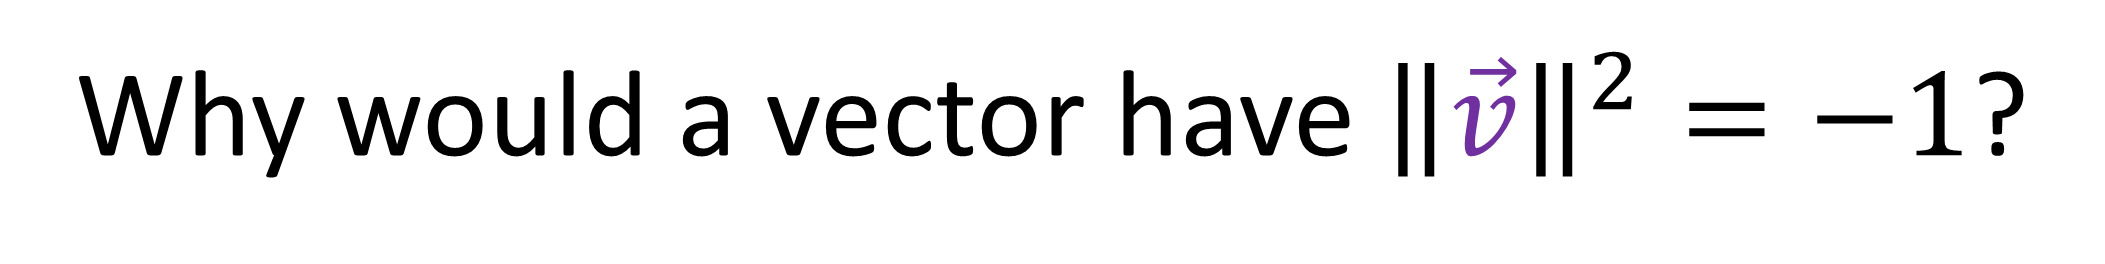 Why would a vector have ‖v⃗‖² = −1?